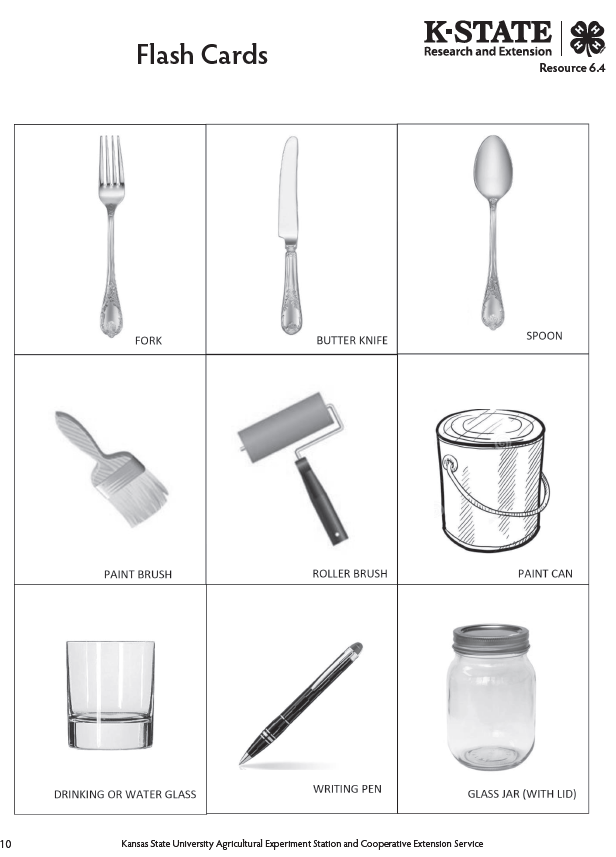 Flash Cards
K-STATE
Research and Extension
H H H H
Resource 6.4
FORK
BUTTER KNIFE
SPOON
PAINT BRUSH
ROLLER BRUSH
PAINT CAN
DRINKING OR WATER GLASS
WRITING PEN
GLASS JAR (WITH LID)
10
Kansas State University Agricultural Experiment Station and Cooperative Extension Service